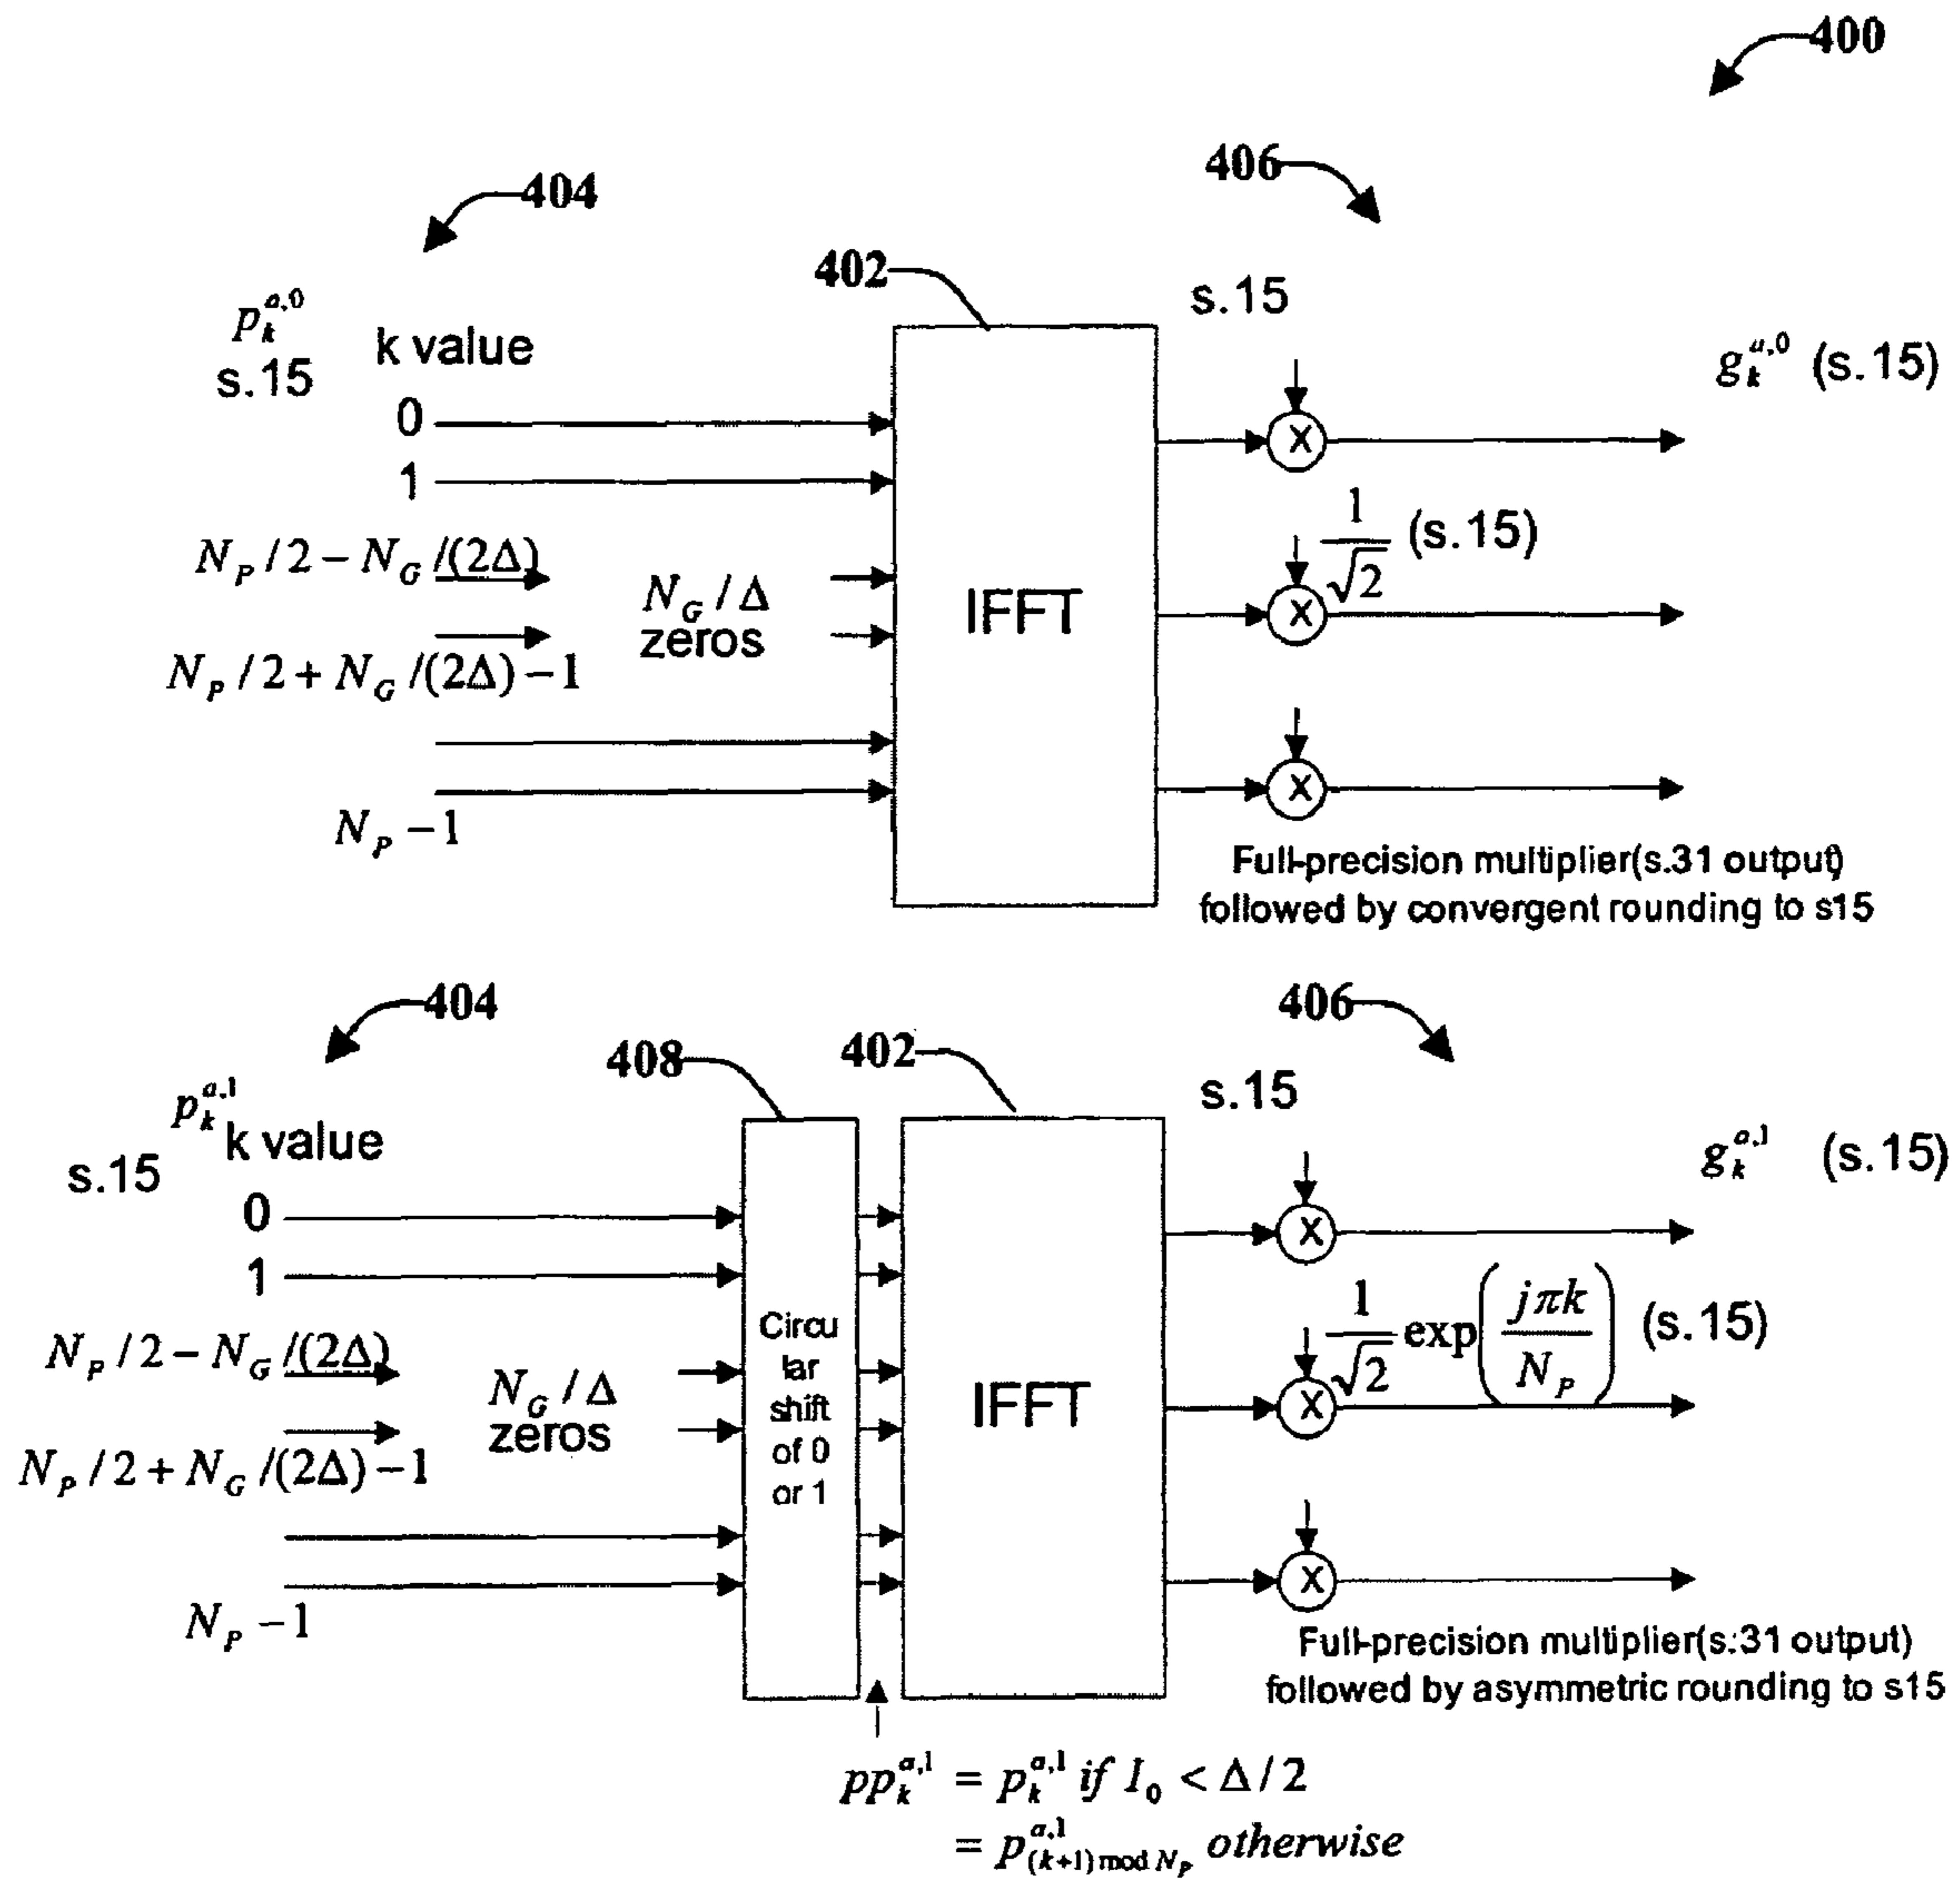 400
406
404
402
s.15
p_k^{a,0}
k value
s.15
g_k^{a,0} (s.15)
0
1
N_P / 2 − N_G /(2Δ)
N_G / Δ
zeros
IFFT
1/√2 (s.15)
N_P / 2 + N_G /(2Δ) − 1
N_P − 1
X
X
X
Full-precision multiplier(s.31 output)
followed by convergent rounding to s15
404
406
408
402
s.15
p_k^{a,1}
k value
s.15
g_k^{a,1} (s.15)
0
1
N_P / 2 − N_G /(2Δ)
N_G / Δ
zeros
Circu
lar
shift
of 0
or 1
IFFT
1/√2 exp(jπk/N_P) (s.15)
N_P / 2 + N_G /(2Δ) − 1
N_P − 1
X
X
X
Full-precision multiplier(s.31 output)
followed by asymmetric rounding to s15
pp_k^{a,1} = p_k^{a,1} if I_0 < Δ / 2
= p_{(k+1) mod N_P}^{a,1} otherwise